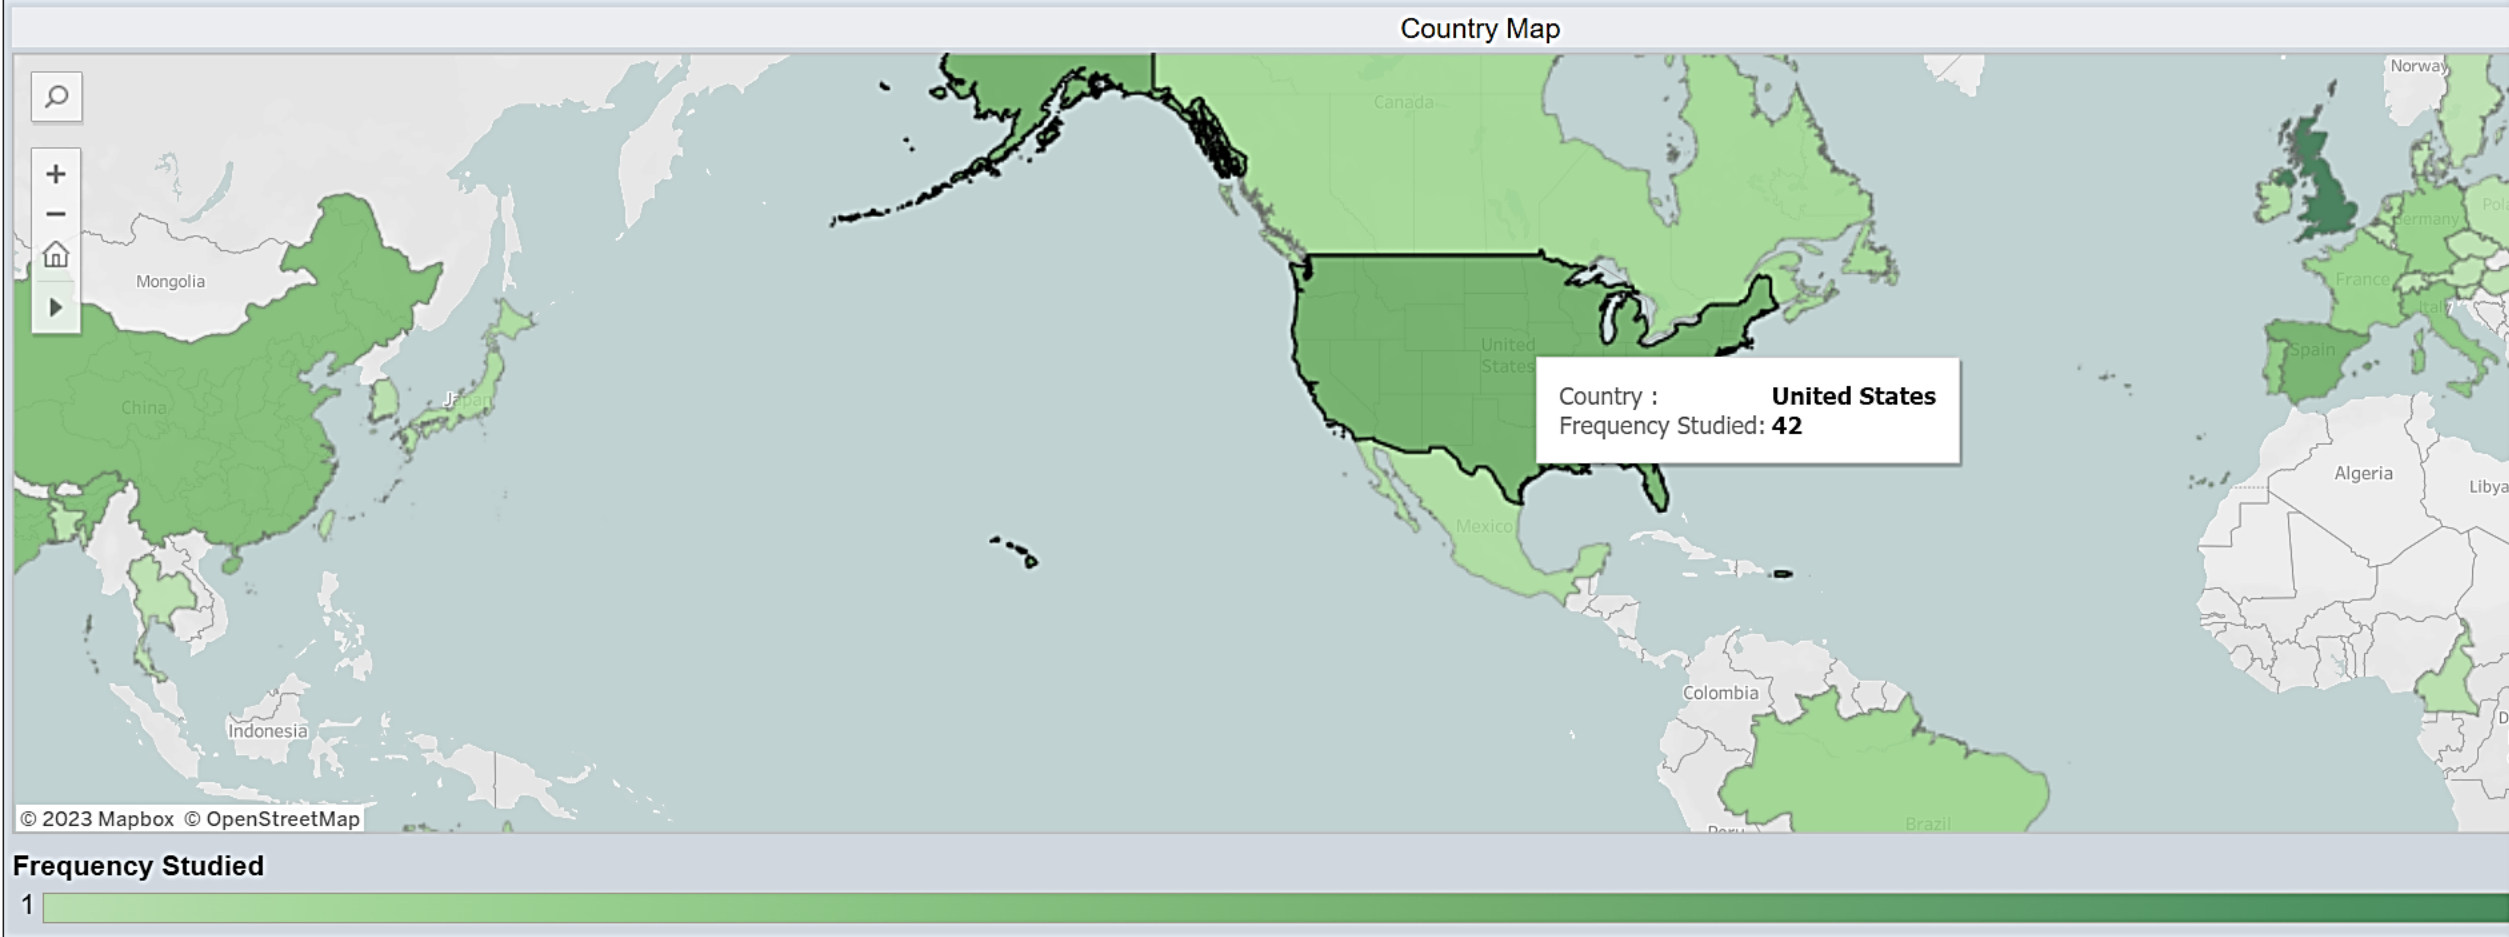 Country Map
Norway
Canada
Mongolia
Germany
France
Italy
United
States
Spain
Japan
China
Country : United States
Frequency Studied: 42
Algeria
Libya
Mexico
Colombia
Indonesia
Brazil
© 2023 Mapbox © OpenStreetMap
Frequency Studied
1